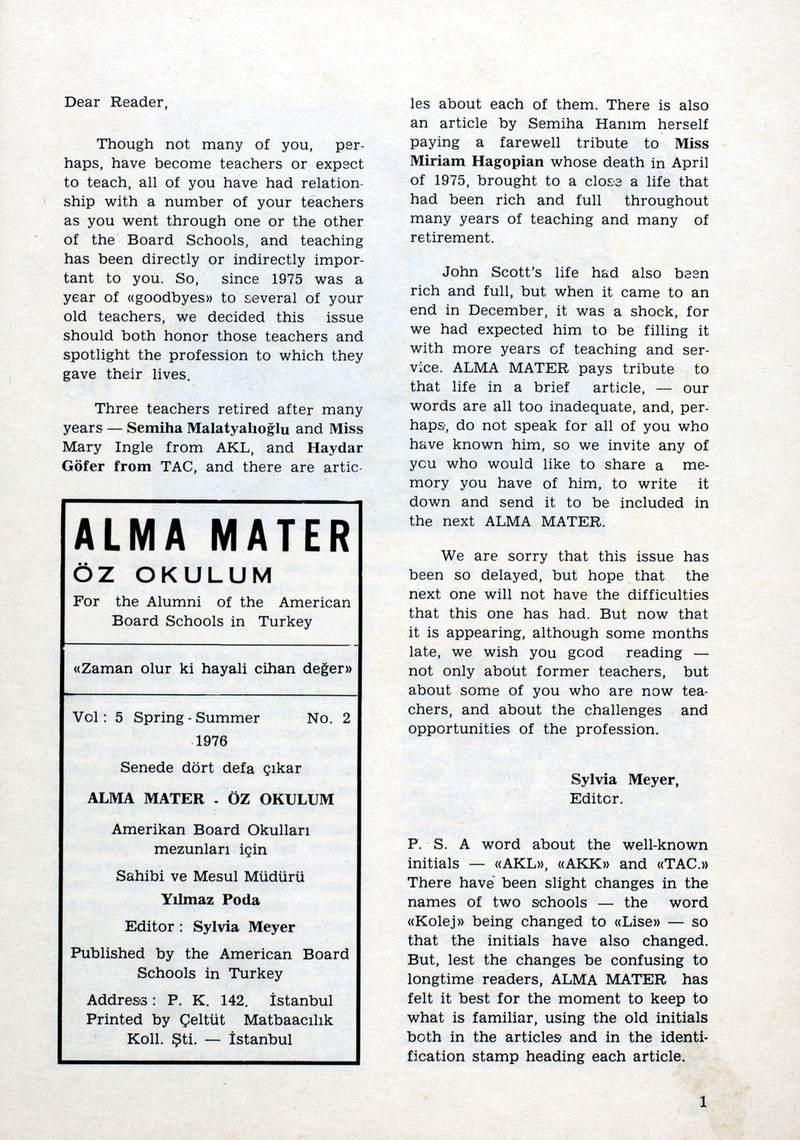 Dear Reader,
Though not many of you, per-
haps, have become teachers or expect
to teach, all of you have had relation-
ship with a number of your teachers
as you went through one or the other
of the Board Schools, and teaching
has been directly or indirectly impor-
tant to you. So, since 1975 was a
year of «goodbyes» to several of your
old teachers, we decided this issue
should both honor those teachers and
spotlight the profession to which they
gave their lives.
Three teachers retired after many
years — Semiha Malatyalıoğlu and Miss
Mary Ingle from AKL, and Haydar
Göfer from TAC, and there are artic-
ALMA MATER
ÖZ OKULUM
For the Alumni of the American
Board Schools in Turkey
«Zaman olur ki hayali cihan değer»
Vol : 5 Spring - Summer No. 2
1976
Senede dört defa çıkar
ALMA MATER - ÖZ OKULUM
Amerikan Board Okulları
mezunları için
Sahibi ve Mesul Müdürü
Yılmaz Poda
Editor : Sylvia Meyer
Published by the American Board
Schools in Turkey
Address : P. K. 142. İstanbul
Printed by Çeltüt Matbaacılık
Koll. Şti. — İstanbul
les about each of them. There is also
an article by Semiha Hanım herself
paying a farewell tribute to Miss
Miriam Hagopian whose death in April
of 1975, brought to a close a life that
had been rich and full throughout
many years of teaching and many of
retirement.
John Scott's life had also been
rich and full, but when it came to an
end in December, it was a shock, for
we had expected him to be filling it
with more years of teaching and ser-
vice. ALMA MATER pays tribute to
that life in a brief article, — our
words are all too inadequate, and, per-
haps, do not speak for all of you who
have known him, so we invite any of
you who would like to share a me-
mory you have of him, to write it
down and send it to be included in
the next ALMA MATER.
We are sorry that this issue has
been so delayed, but hope that the
next one will not have the difficulties
that this one has had. But now that
it is appearing, although some months
late, we wish you good reading —
not only about former teachers, but
about some of you who are now tea-
chers, and about the challenges and
opportunities of the profession.
Sylvia Meyer,
Editor.
P. S. A word about the well-known
initials — «AKL», «AKK» and «TAC.»
There have been slight changes in the
names of two schools — the word
«Kolej» being changed to «Lise» — so
that the initials have also changed.
But, lest the changes be confusing to
longtime readers, ALMA MATER has
felt it best for the moment to keep to
what is familiar, using the old initials
both in the articles and in the identi-
fication stamp heading each article.
1